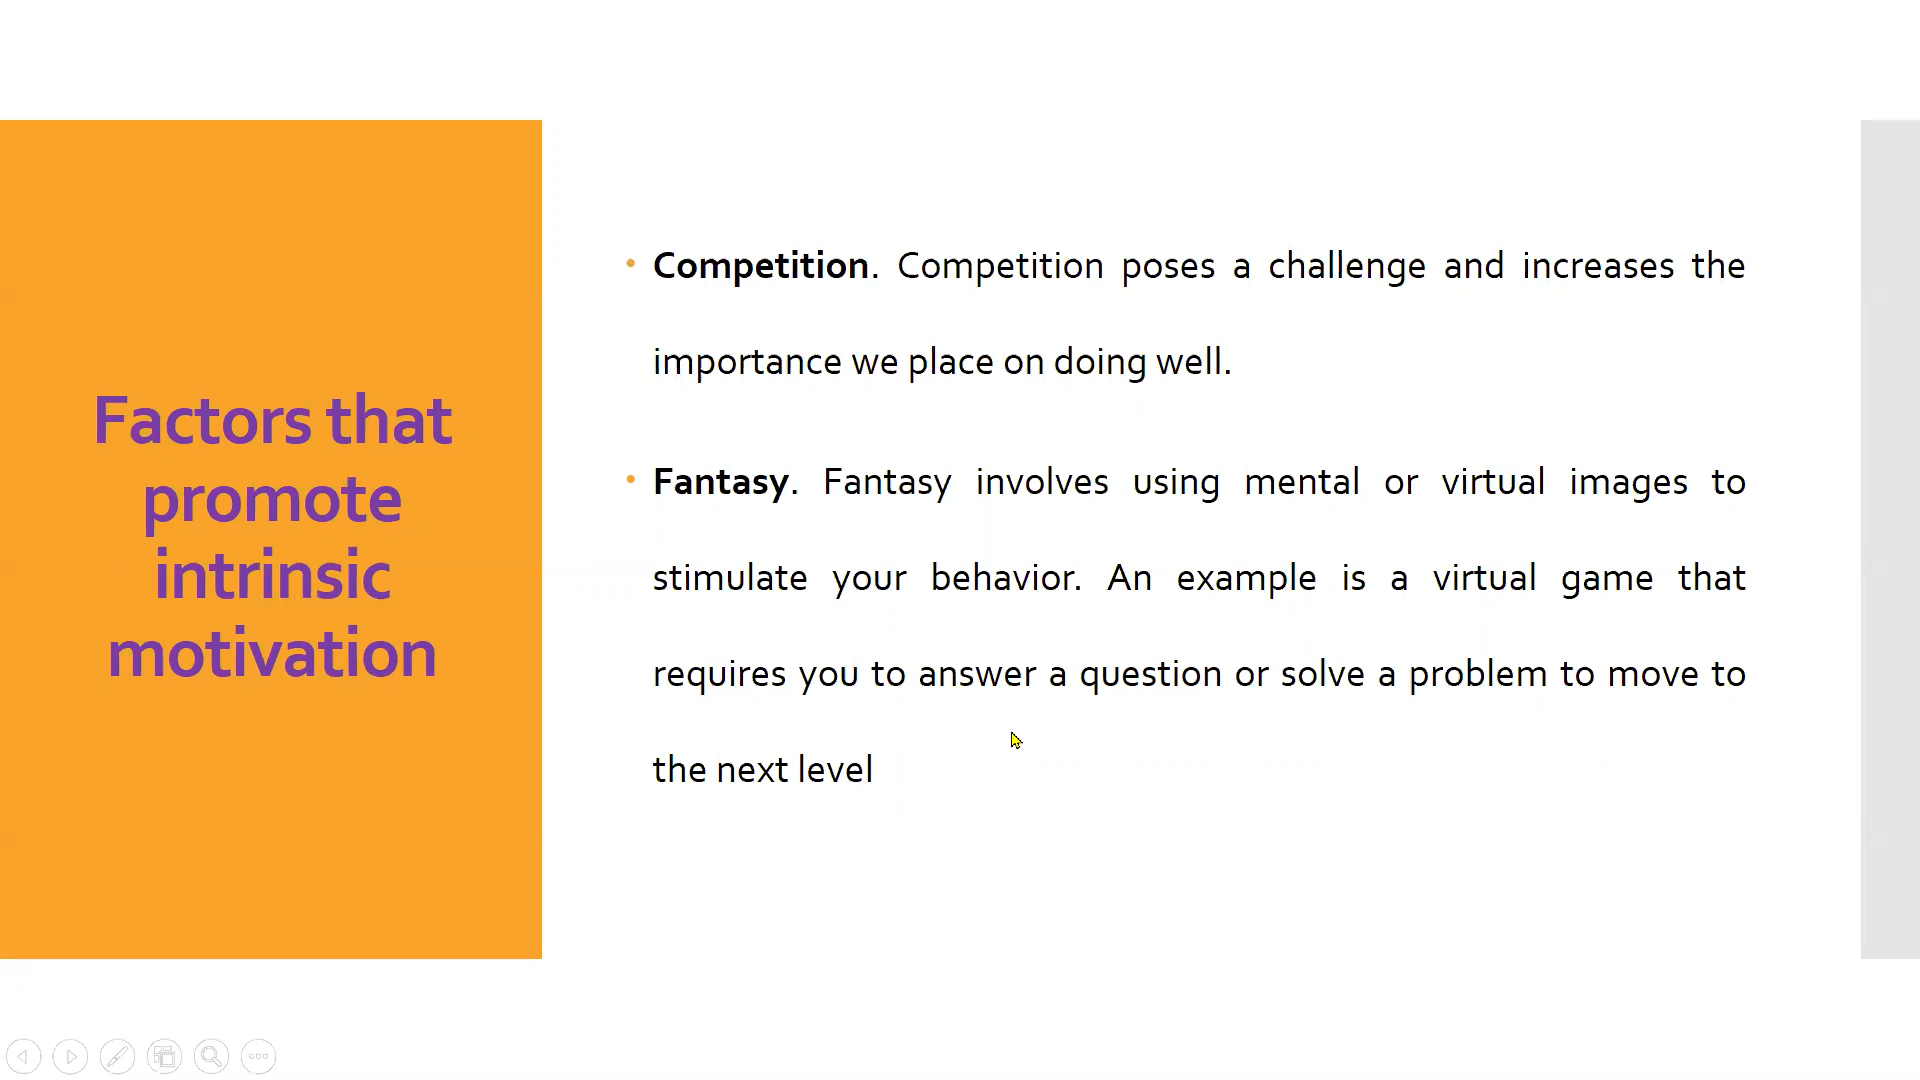 Factors that
promote
intrinsic
motivation
• Competition. Competition poses a challenge and increases the
importance we place on doing well.
• Fantasy. Fantasy involves using mental or virtual images to
stimulate your behavior. An example is a virtual game that
requires you to answer a question or solve a problem to move to
the next level